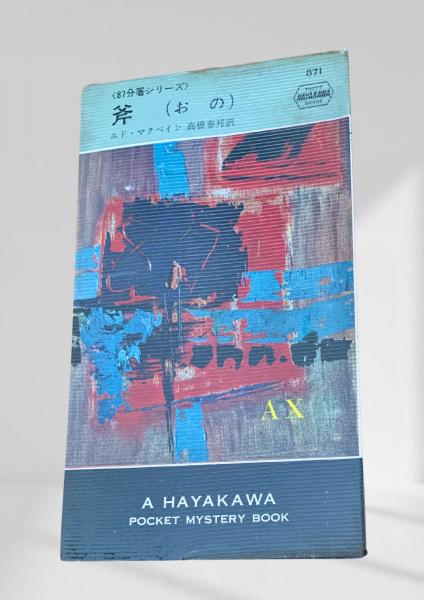 〈87分署シリーズ〉
871
HAYAKAWA
斧 (おの)
エド・マクベイン 高橋泰邦訳
AX
A HAYAKAWA
POCKET MYSTERY BOOK